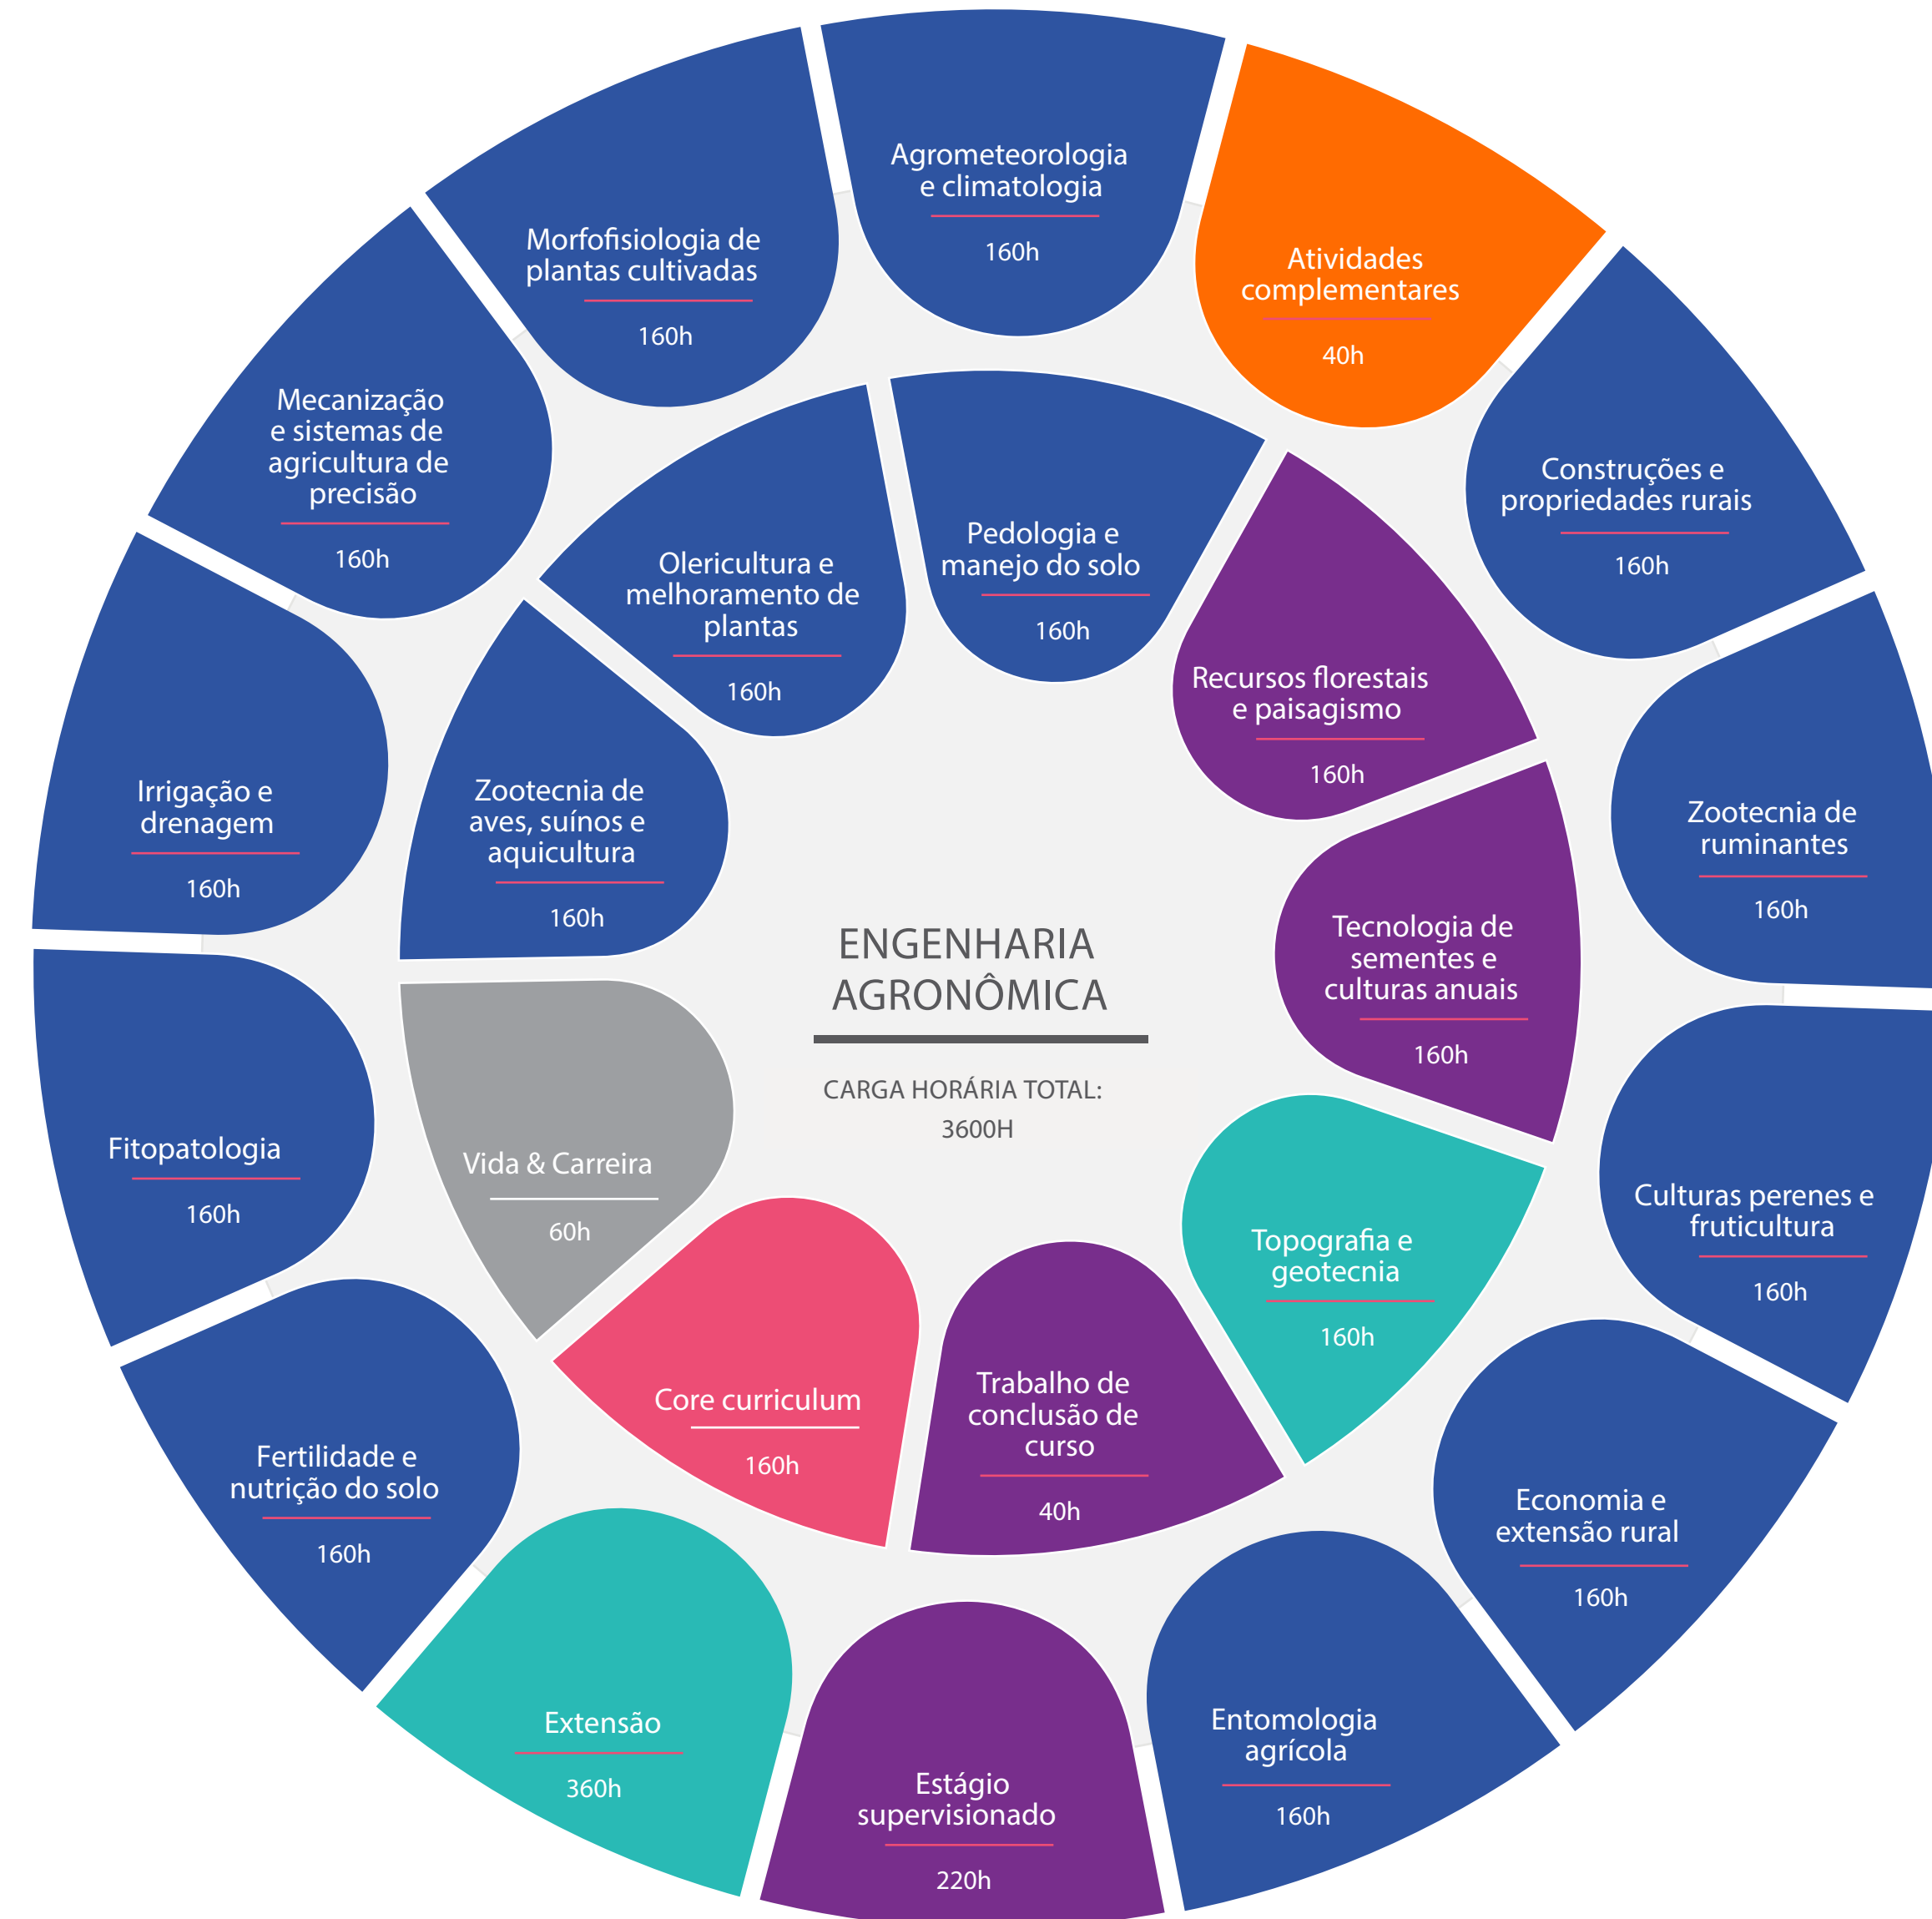 Agrometeorologia
e climatologia
160h
Atividades
complementares
40h
Construções e
propriedades rurais
160h
Zootecnia de
ruminantes
160h
Culturas perenes e
fruticultura
160h
Economia e
extensão rural
160h
Entomologia
agrícola
160h
Estágio
supervisionado
220h
Extensão
360h
Fertilidade e
nutrição do solo
160h
Fitopatologia
160h
Irrigação e
drenagem
160h
Mecanização
e sistemas de
agricultura de
precisão
160h
Morfofisiologia de
plantas cultivadas
160h
Pedologia e
manejo do solo
160h
Recursos florestais
e paisagismo
160h
Tecnologia de
sementes e
culturas anuais
160h
Topografia e
geotecnia
160h
Trabalho de
conclusão de
curso
40h
Core curriculum
160h
Vida & Carreira
60h
Zootecnia de
aves, suínos e
aquicultura
160h
Olericultura e
melhoramento de
plantas
160h
ENGENHARIA
AGRONÔMICA
CARGA HORÁRIA TOTAL:
3600H